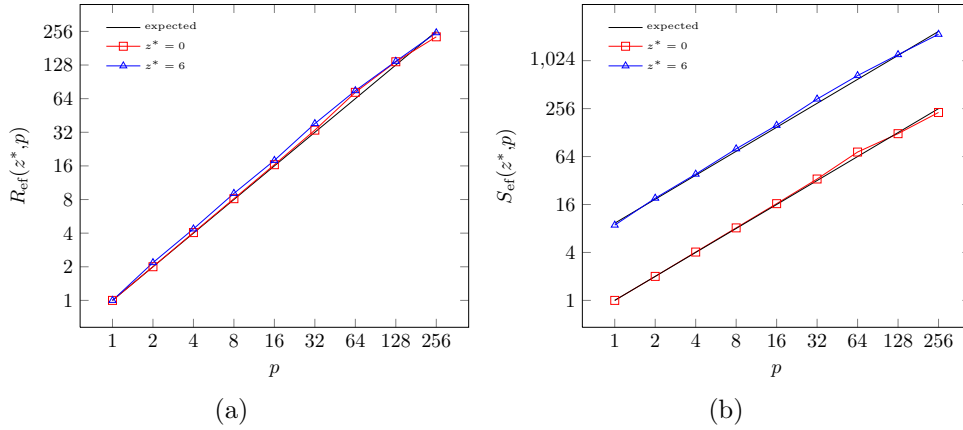 expected
z* = 0
z* = 6
256
128
64
32
16
8
4
2
1
R_ef(z*,p)
1 2 4 8 16 32 64 128 256
p
(a)
expected
z* = 0
z* = 6
1,024
256
64
16
4
1
S_ef(z*,p)
1 2 4 8 16 32 64 128 256
p
(b)